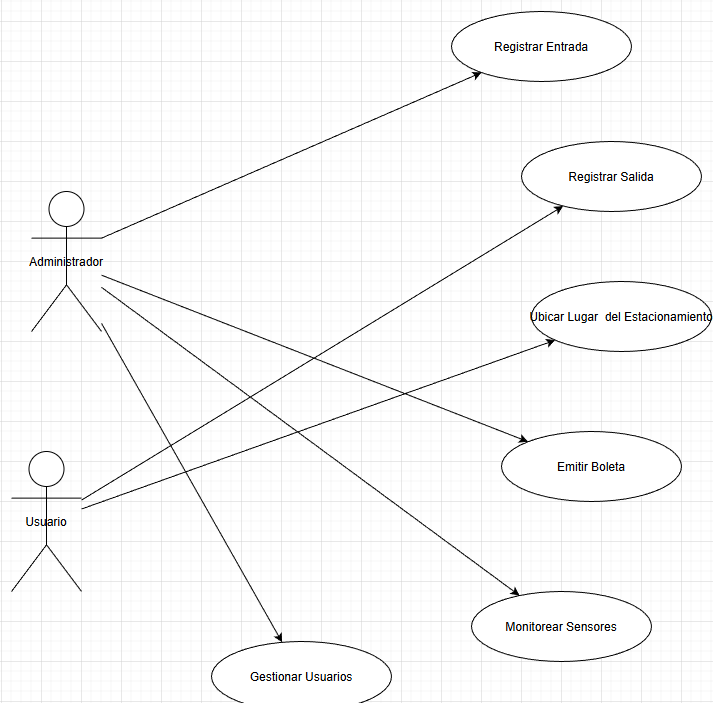 Registrar Entrada
Registrar Salida
Administrador
Ubicar Lugar  del Estacionamiento
Emitir Boleta
Usuario
Monitorear Sensores
Gestionar Usuarios